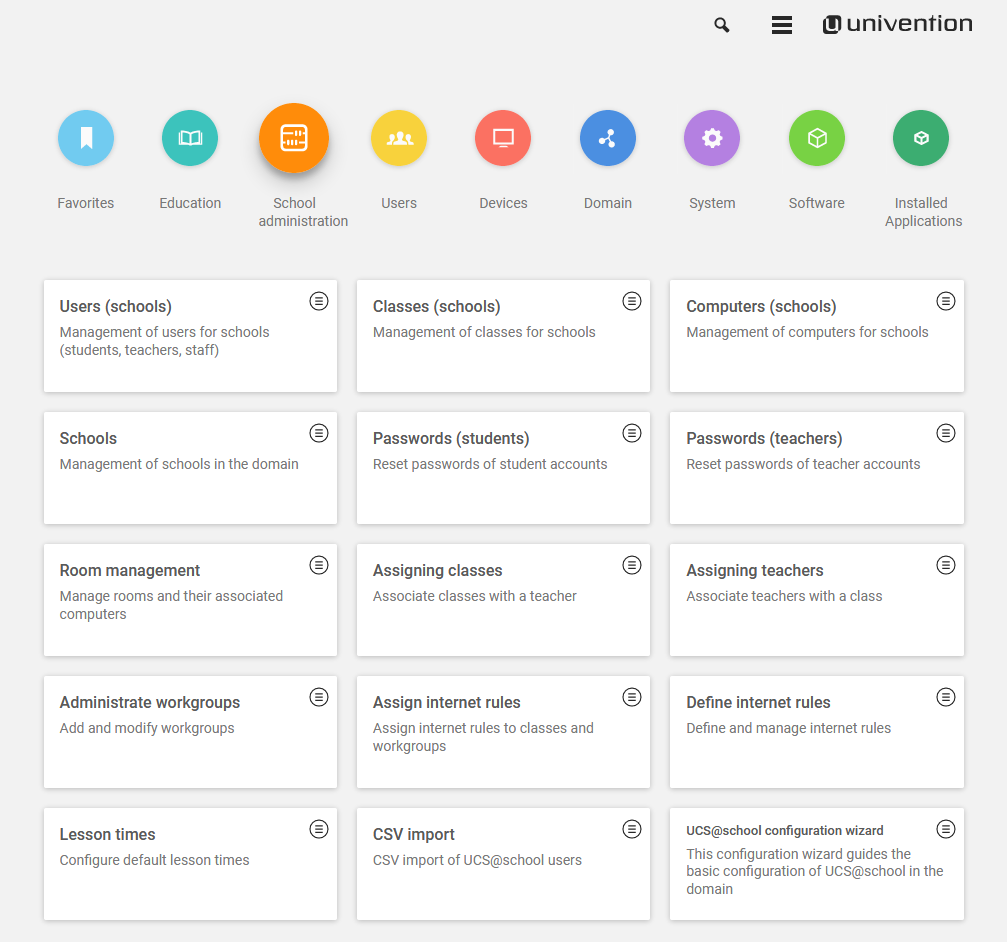 univention
Favorites
Education
School
administration
Users
Devices
Domain
System
Software
Installed
Applications
Users (schools)
Management of users for schools
(students, teachers, staff)
Classes (schools)
Management of classes for schools
Computers (schools)
Management of computers for schools
Schools
Management of schools in the domain
Passwords (students)
Reset passwords of student accounts
Passwords (teachers)
Reset passwords of teacher accounts
Room management
Manage rooms and their associated
computers
Assigning classes
Associate classes with a teacher
Assigning teachers
Associate teachers with a class
Administrate workgroups
Add and modify workgroups
Assign internet rules
Assign internet rules to classes and
workgroups
Define internet rules
Define and manage internet rules
Lesson times
Configure default lesson times
CSV import
CSV import of UCS@school users
UCS@school configuration wizard
This configuration wizard guides the
basic configuration of UCS@school in the
domain